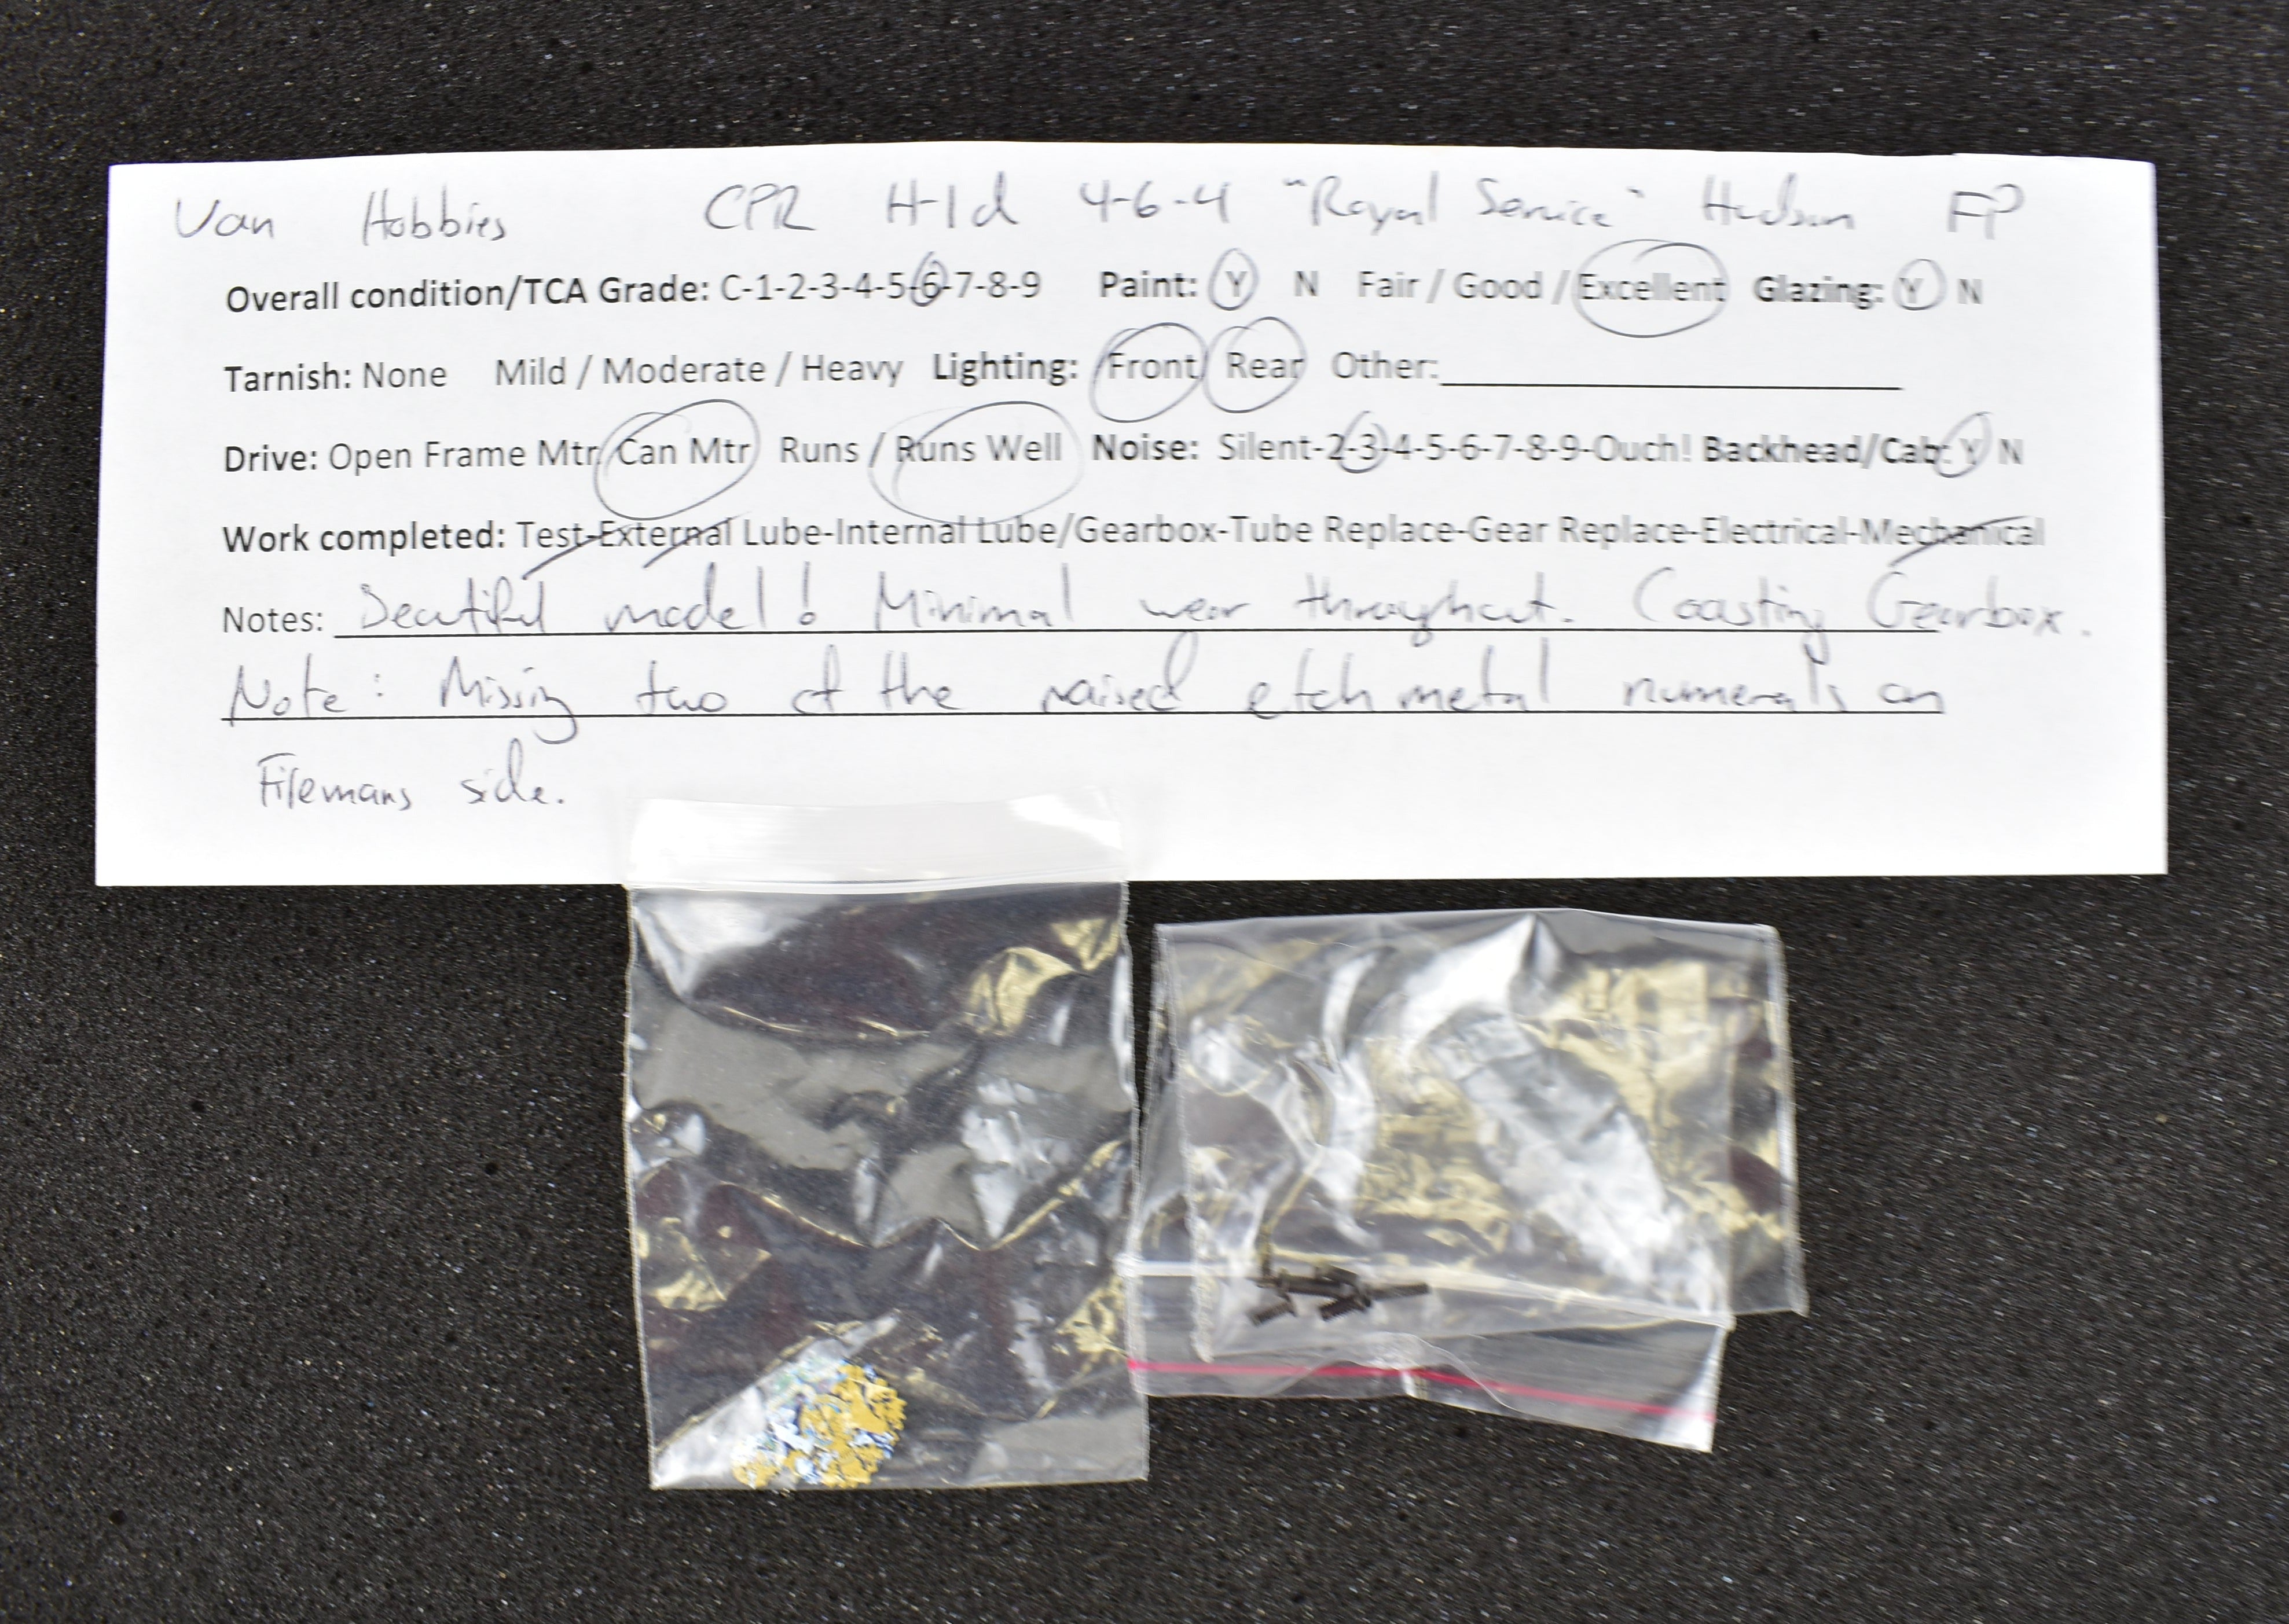 Van Hobbies CPR H-1d 4-6-4 "Royal Service" Hudson FP
Overall condition/TCA Grade: C-1-2-3-4-5-6-7-8-9 Paint: Y N Fair / Good / Excellent Glazing: Y N
Tarnish: None Mild / Moderate / Heavy Lighting: Front Rear Other:
Drive: Open Frame Mtr Can Mtr Runs / Runs Well Noise: Silent-2-3-4-5-6-7-8-9-Ouch! Backhead/Cab: Y N
Work completed: Test-External Lube-Internal Lube/Gearbox-Tube Replace-Gear Replace-Electrical-Mechanical
Notes: Beautiful model! Minimal wear throughout. Coasting Gearbox.
Note: Missing two of the raised etch metal numerals on
Firemans side.